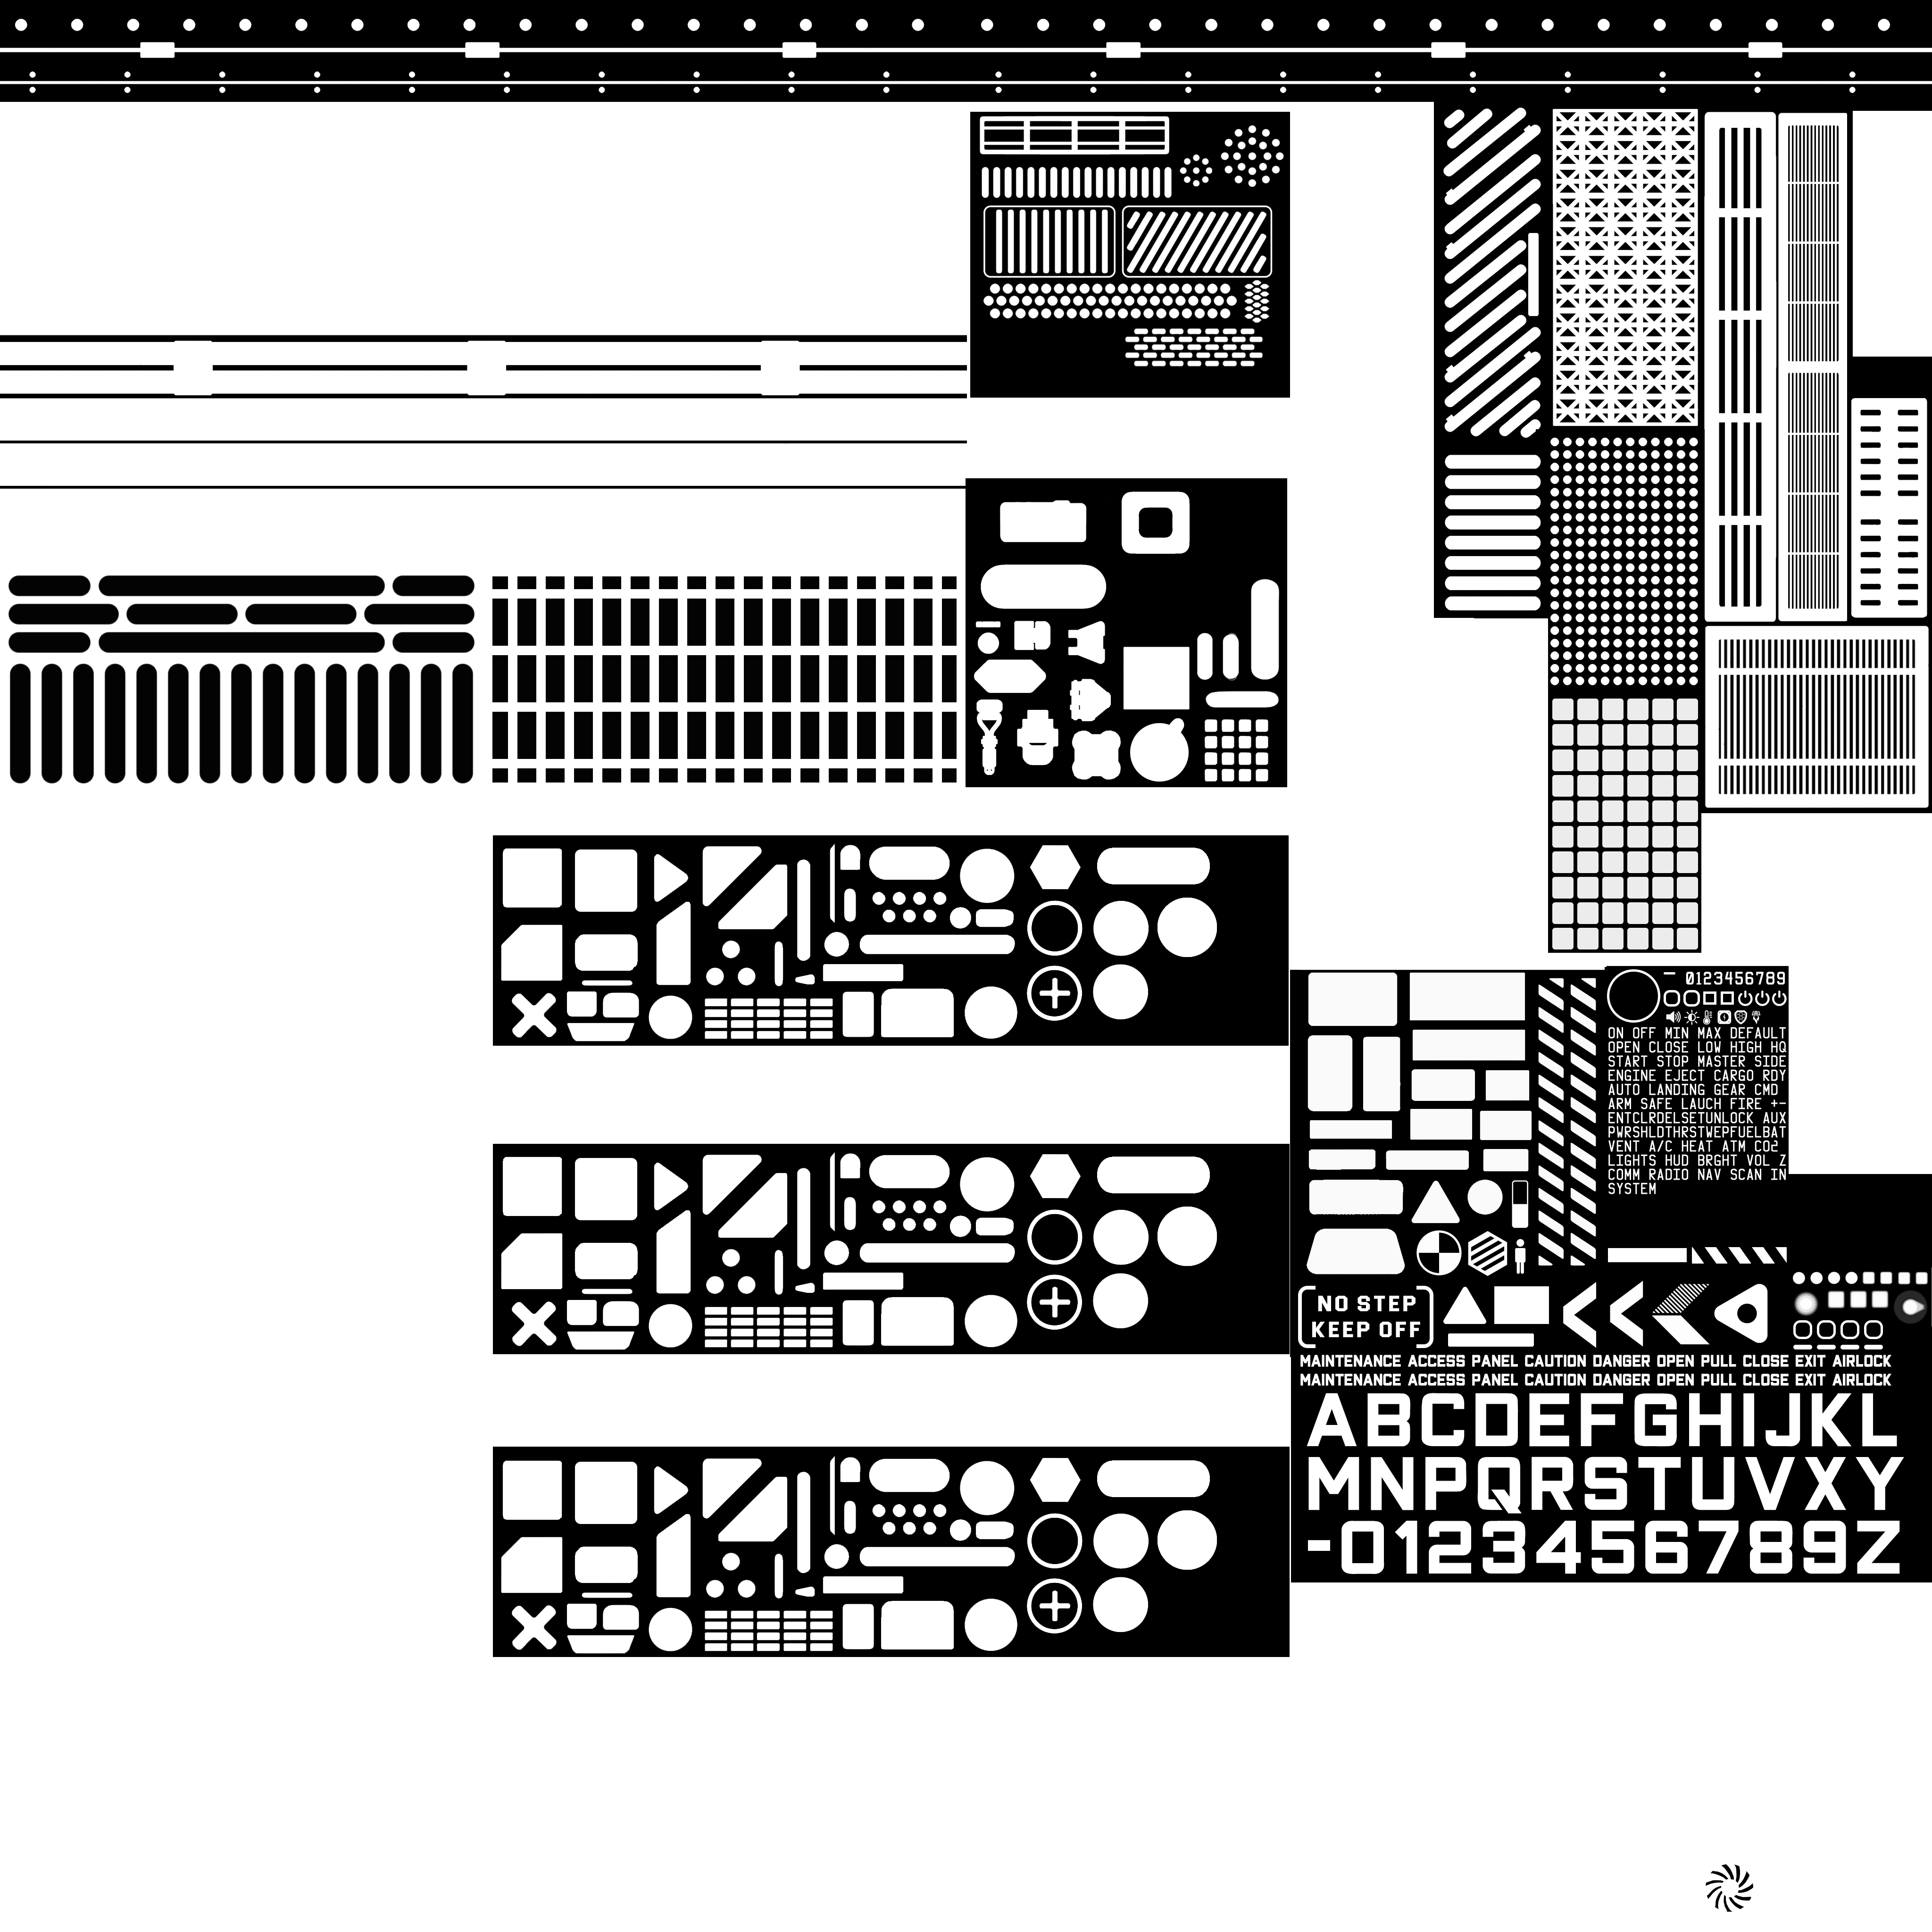 0123456789
ON OFF MIN MAX DEFAULT
OPEN CLOSE LOW HIGH HQ
START STOP MASTER SIDE
ENGINE EJECT CARGO RDY
AUTO LANDING GEAR CMD
ARM SAFE LAUCH FIRE +-
ENTCLRDELSETUNLOCK AUX
PWRSHLDTHRSTWEPFUELBAT
VENT A/C HEAT ATM CO2
LIGHTS HUD BRGHT VOL Z
COMM RADIO NAV SCAN IN
SYSTEM
NO STEP
KEEP OFF
MAINTENANCE ACCESS PANEL CAUTION DANGER OPEN PULL CLOSE EXIT AIRLOCK
MAINTENANCE ACCESS PANEL CAUTION DANGER OPEN PULL CLOSE EXIT AIRLOCK
ABCDEFGHIJKL
MNPQRSTUVXY
-0123456789Z